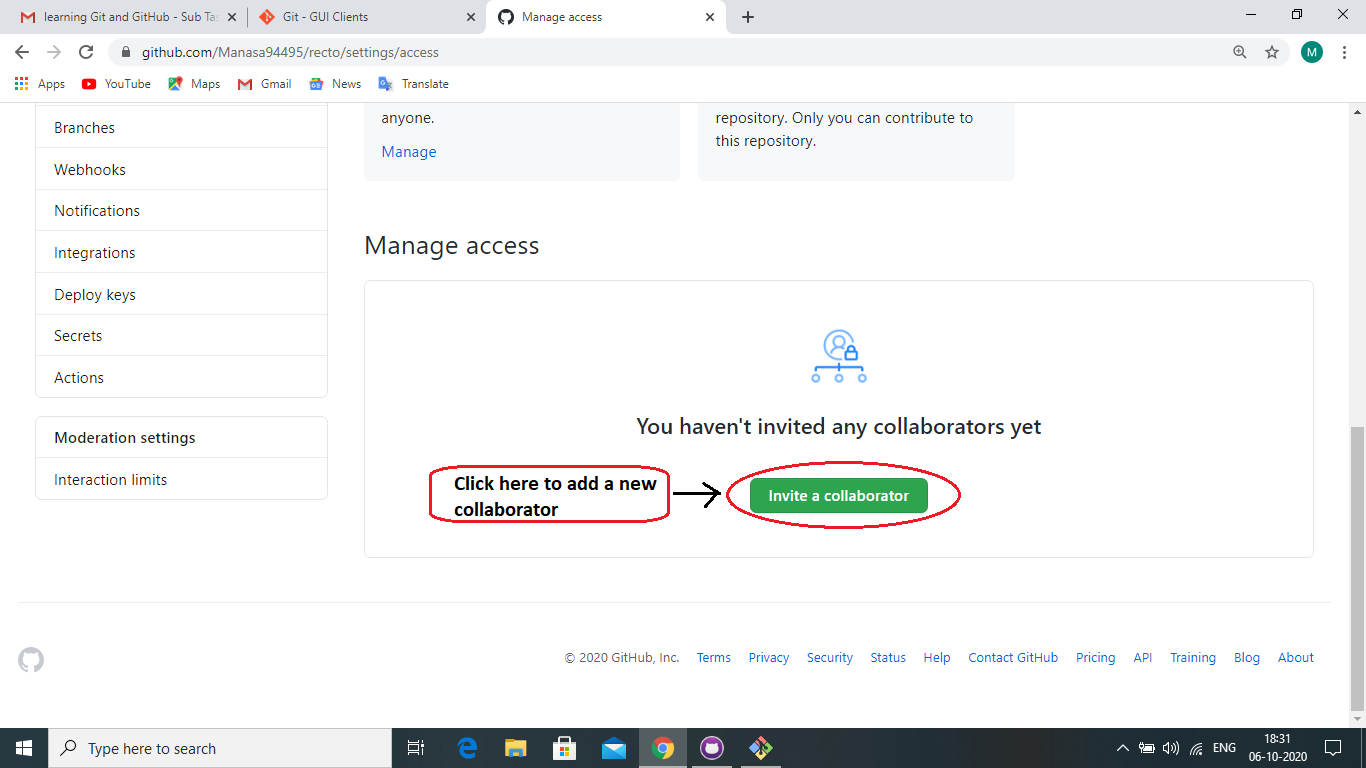 learning Git and GitHub - Sub Ta
Git - GUI Clients
Manage access
github.com/Manasa94495/recto/settings/access
M
Apps
YouTube
Maps
Gmail
News
Translate
Branches
Webhooks
Notifications
Integrations
Deploy keys
Secrets
Actions
Moderation settings
Interaction limits
anyone.
Manage
repository. Only you can contribute to
this repository.
Manage access
You haven't invited any collaborators yet
Click here to add a new
collaborator
Invite a collaborator
© 2020 GitHub, Inc. Terms Privacy Security Status Help Contact GitHub Pricing API Training Blog About
Type here to search
ENG
18:31
06-10-2020